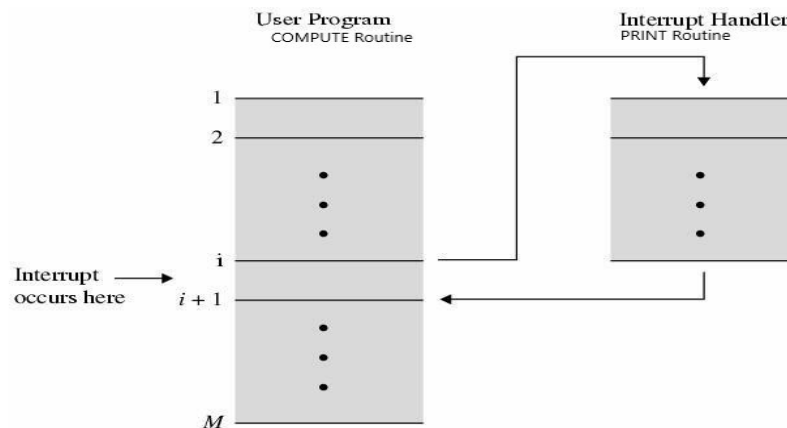 User Program
COMPUTE Routine
Interrupt Handler
PRINT Routine
1
2
i
Interrupt
occurs here
i + 1
M